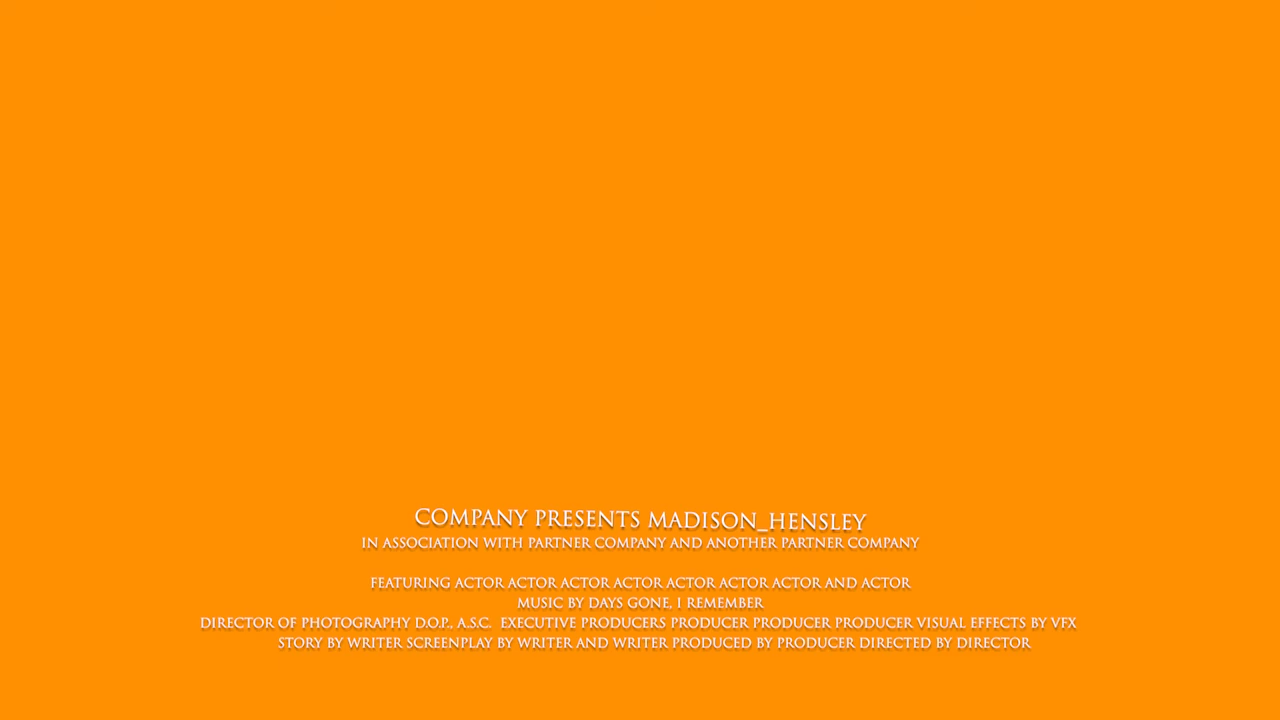 COMPANY PRESENTS MADISON_HENSLEY
IN ASSOCIATION WITH PARTNER COMPANY AND ANOTHER PARTNER COMPANY
FEATURING ACTOR ACTOR ACTOR ACTOR ACTOR ACTOR ACTOR AND ACTOR
MUSIC BY DAYS GONE, I REMEMBER
DIRECTOR OF PHOTOGRAPHY D.O.P., A.S.C. EXECUTIVE PRODUCERS PRODUCER PRODUCER PRODUCER VISUAL EFFECTS BY VFX
STORY BY WRITER SCREENPLAY BY WRITER AND WRITER PRODUCED BY PRODUCER DIRECTED BY DIRECTOR